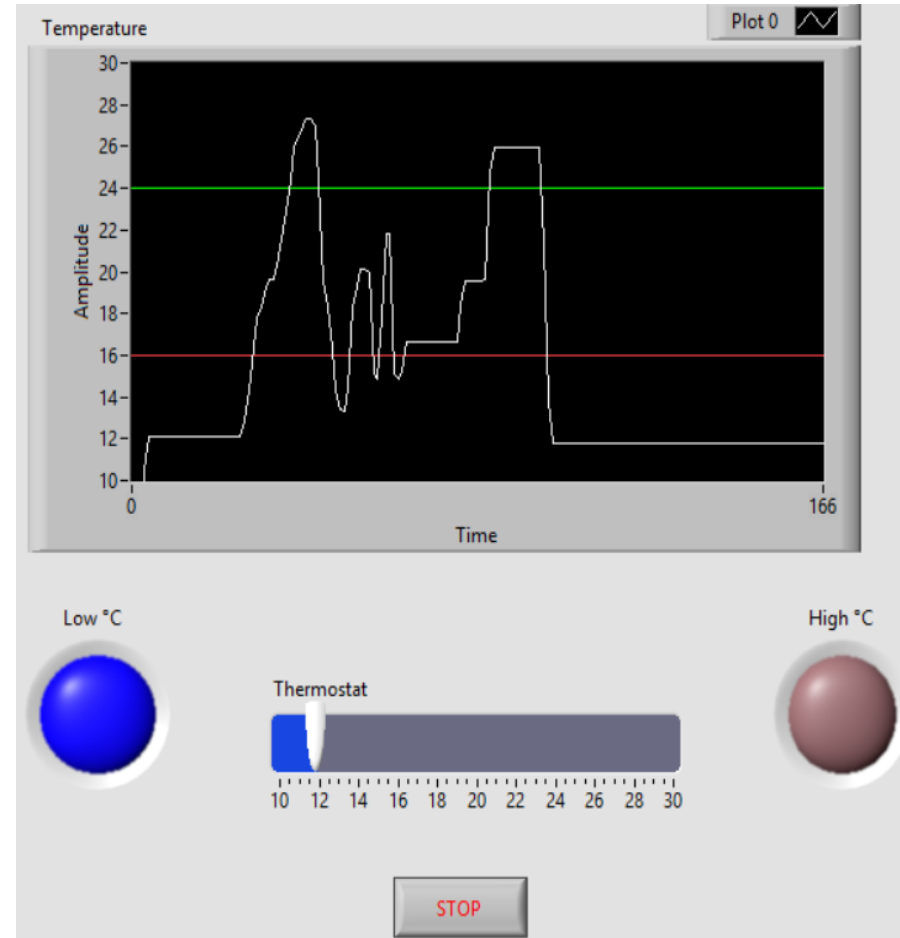 Temperature
Plot 0
30
28
26
24
22
20
18
16
14
12
10
Amplitude
0
166
Time
Low °C
High °C
Thermostat
10 12 14 16 18 20 22 24 26 28 30
STOP